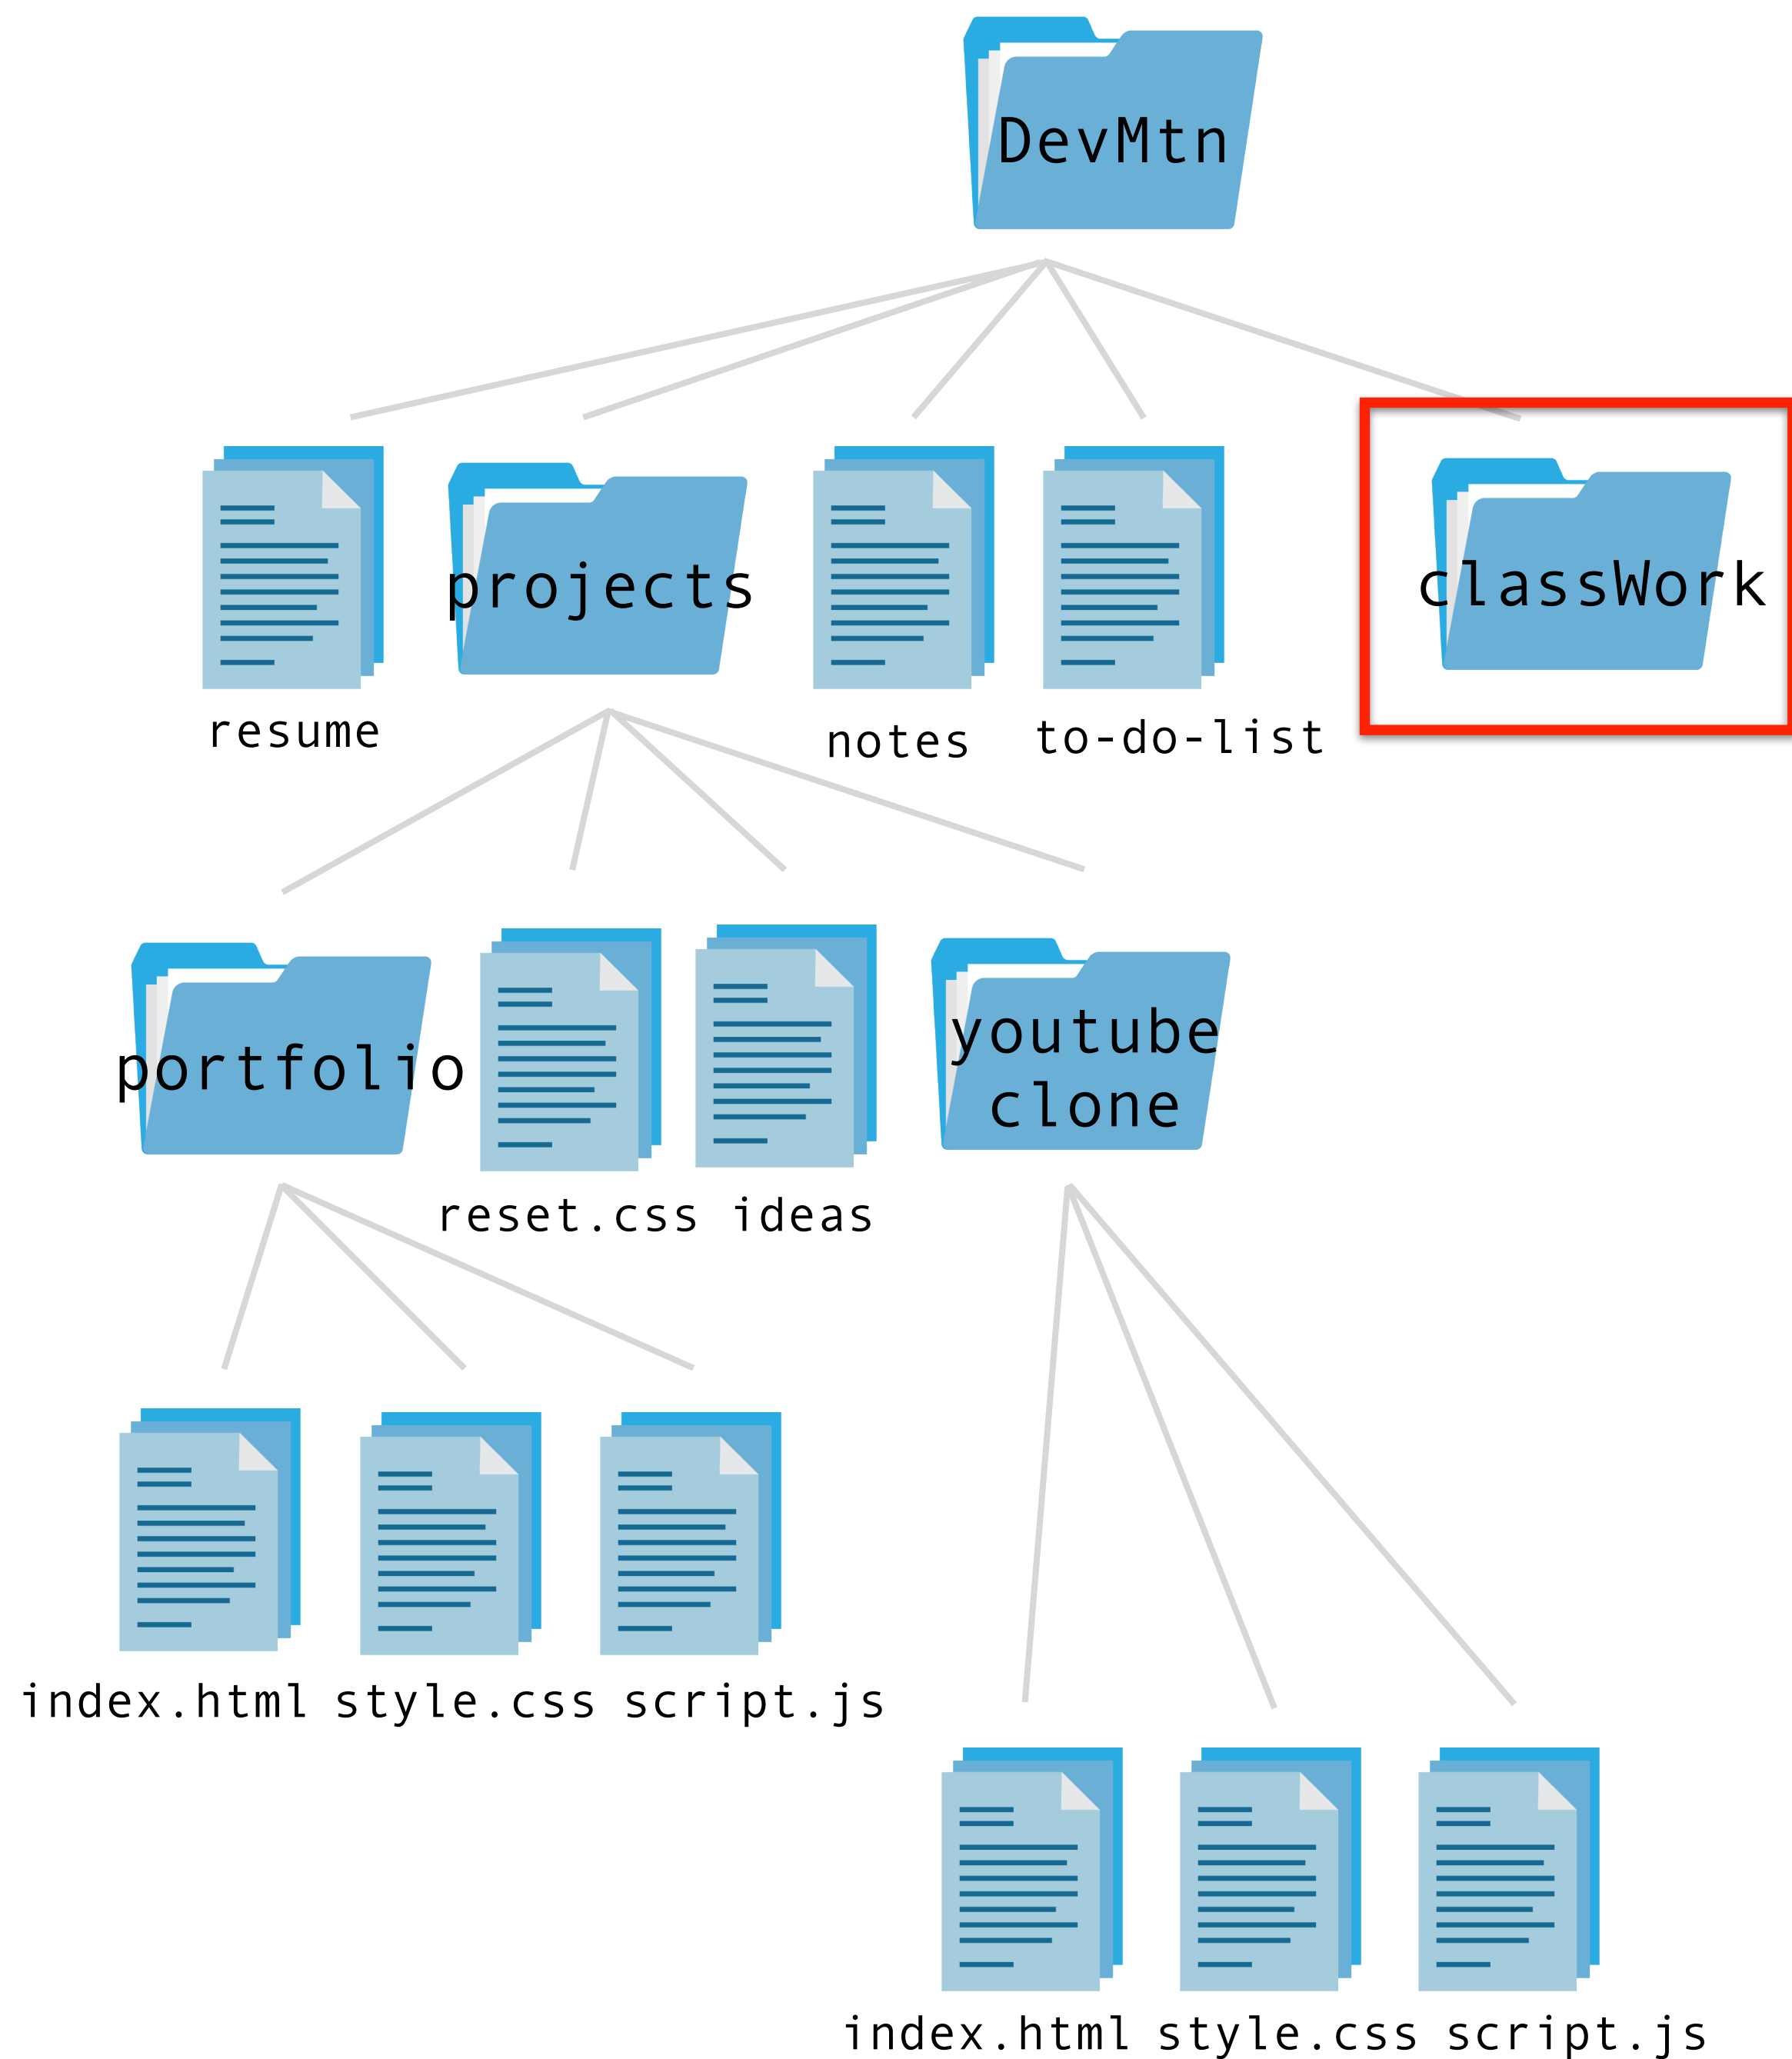 DevMtn
projects
classWork
resume
notes
to-do-list
portfolio
youtube
clone
reset.css
ideas
index.html
style.css
script.js
index.html
style.css
script.js